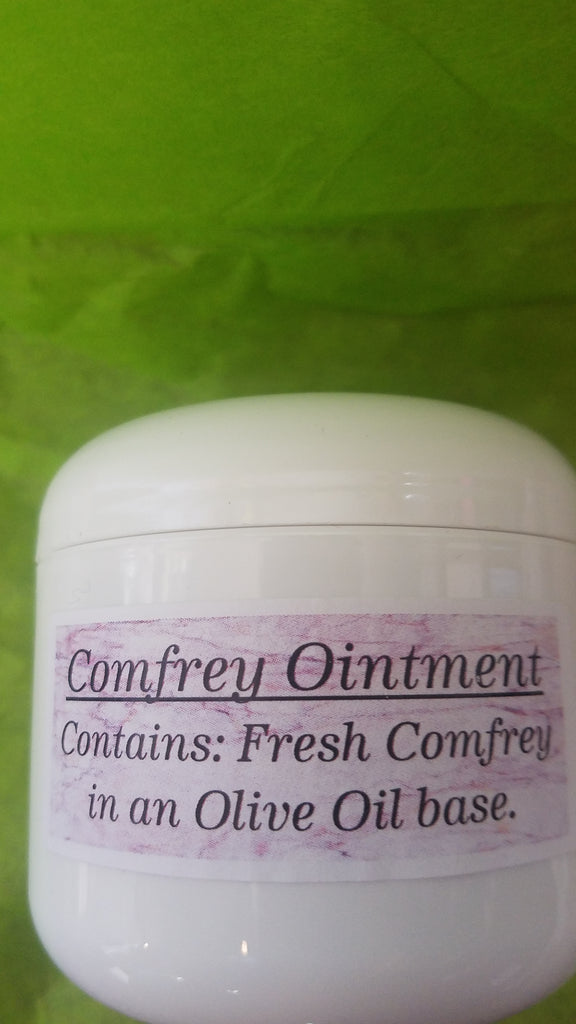 Comfrey Ointment
Contains: Fresh Comfrey
in an Olive Oil base.